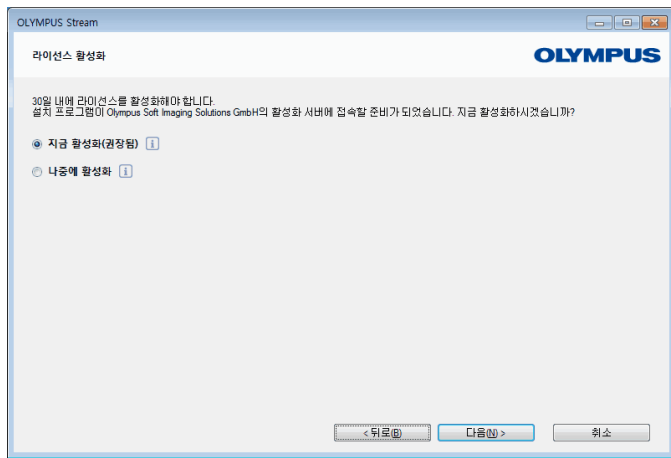 OLYMPUS Stream
라이선스 활성화
OLYMPUS
30일 내에 라이선스를 활성화해야 합니다.
설치 프로그램이 Olympus Soft Imaging Solutions GmbH의 활성화 서버에 접속할 준비가 되었습니다. 지금 활성화하시겠습니까?
지금 활성화(권장됨) i
나중에 활성화 i
< 뒤로(B) 다음(N) > 취소